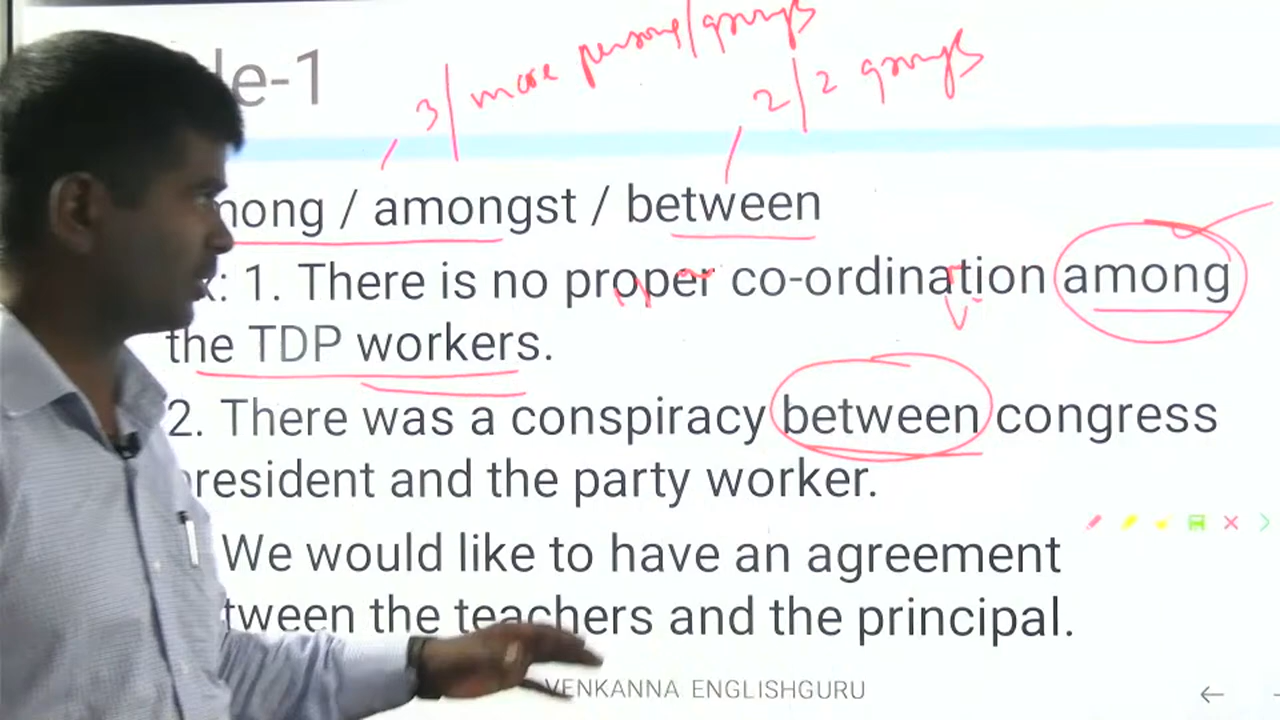 3/more persons/groups
2/2 groups
le-1
mong / amongst / between
x: 1. There is no proper co-ordination among
the TDP workers.
2. There was a conspiracy between congress
president and the party worker.
We would like to have an agreement
tween the teachers and the principal.
VENKANNA ENGLISHGURU